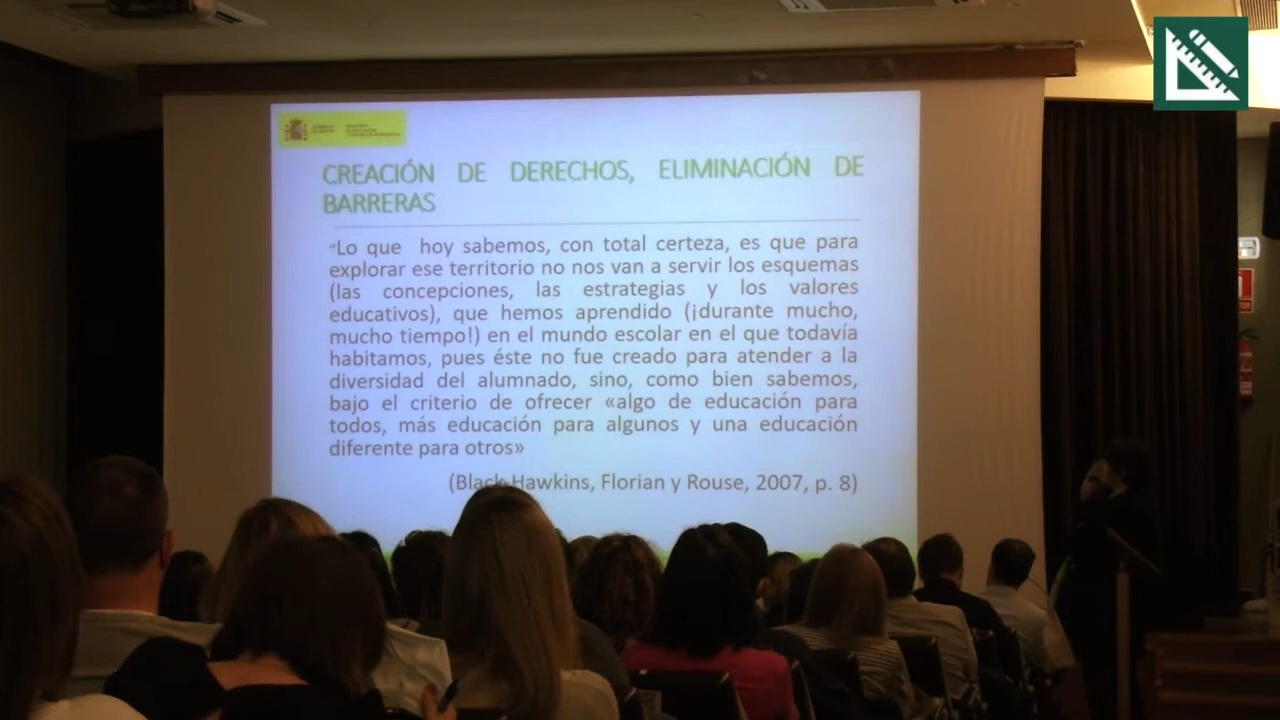 GOBIERNO DE ESPAÑA
CREACIÓN DE DERECHOS, ELIMINACIÓN DE
BARRERAS
"Lo que hoy sabemos, con total certeza, es que para
explorar ese territorio no nos van a servir los esquemas
(las concepciones, las estrategias y los valores
educativos), que hemos aprendido (¡durante mucho,
mucho tiempo!) en el mundo escolar en el que todavía
habitamos, pues éste no fue creado para atender a la
diversidad del alumnado, sino, como bien sabemos,
bajo el criterio de ofrecer «algo de educación para
todos, más educación para algunos y una educación
diferente para otros»
(Black-Hawkins, Florian y Rouse, 2007, p. 8)